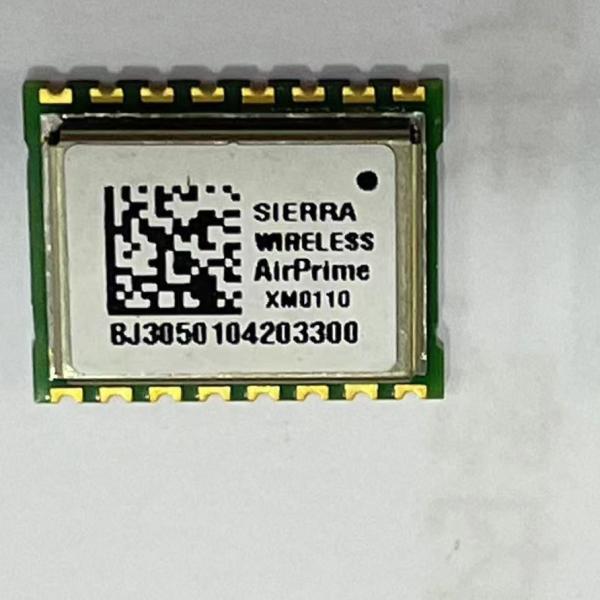 SIERRA
WIRELESS
AirPrime
XM0110
BJ3050104203300